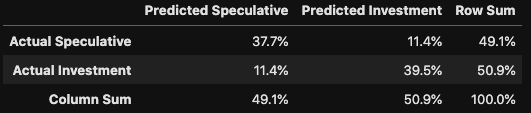 Predicted Speculative Predicted Investment Row Sum
Actual Speculative 37.7% 11.4% 49.1%
Actual Investment 11.4% 39.5% 50.9%
Column Sum 49.1% 50.9% 100.0%